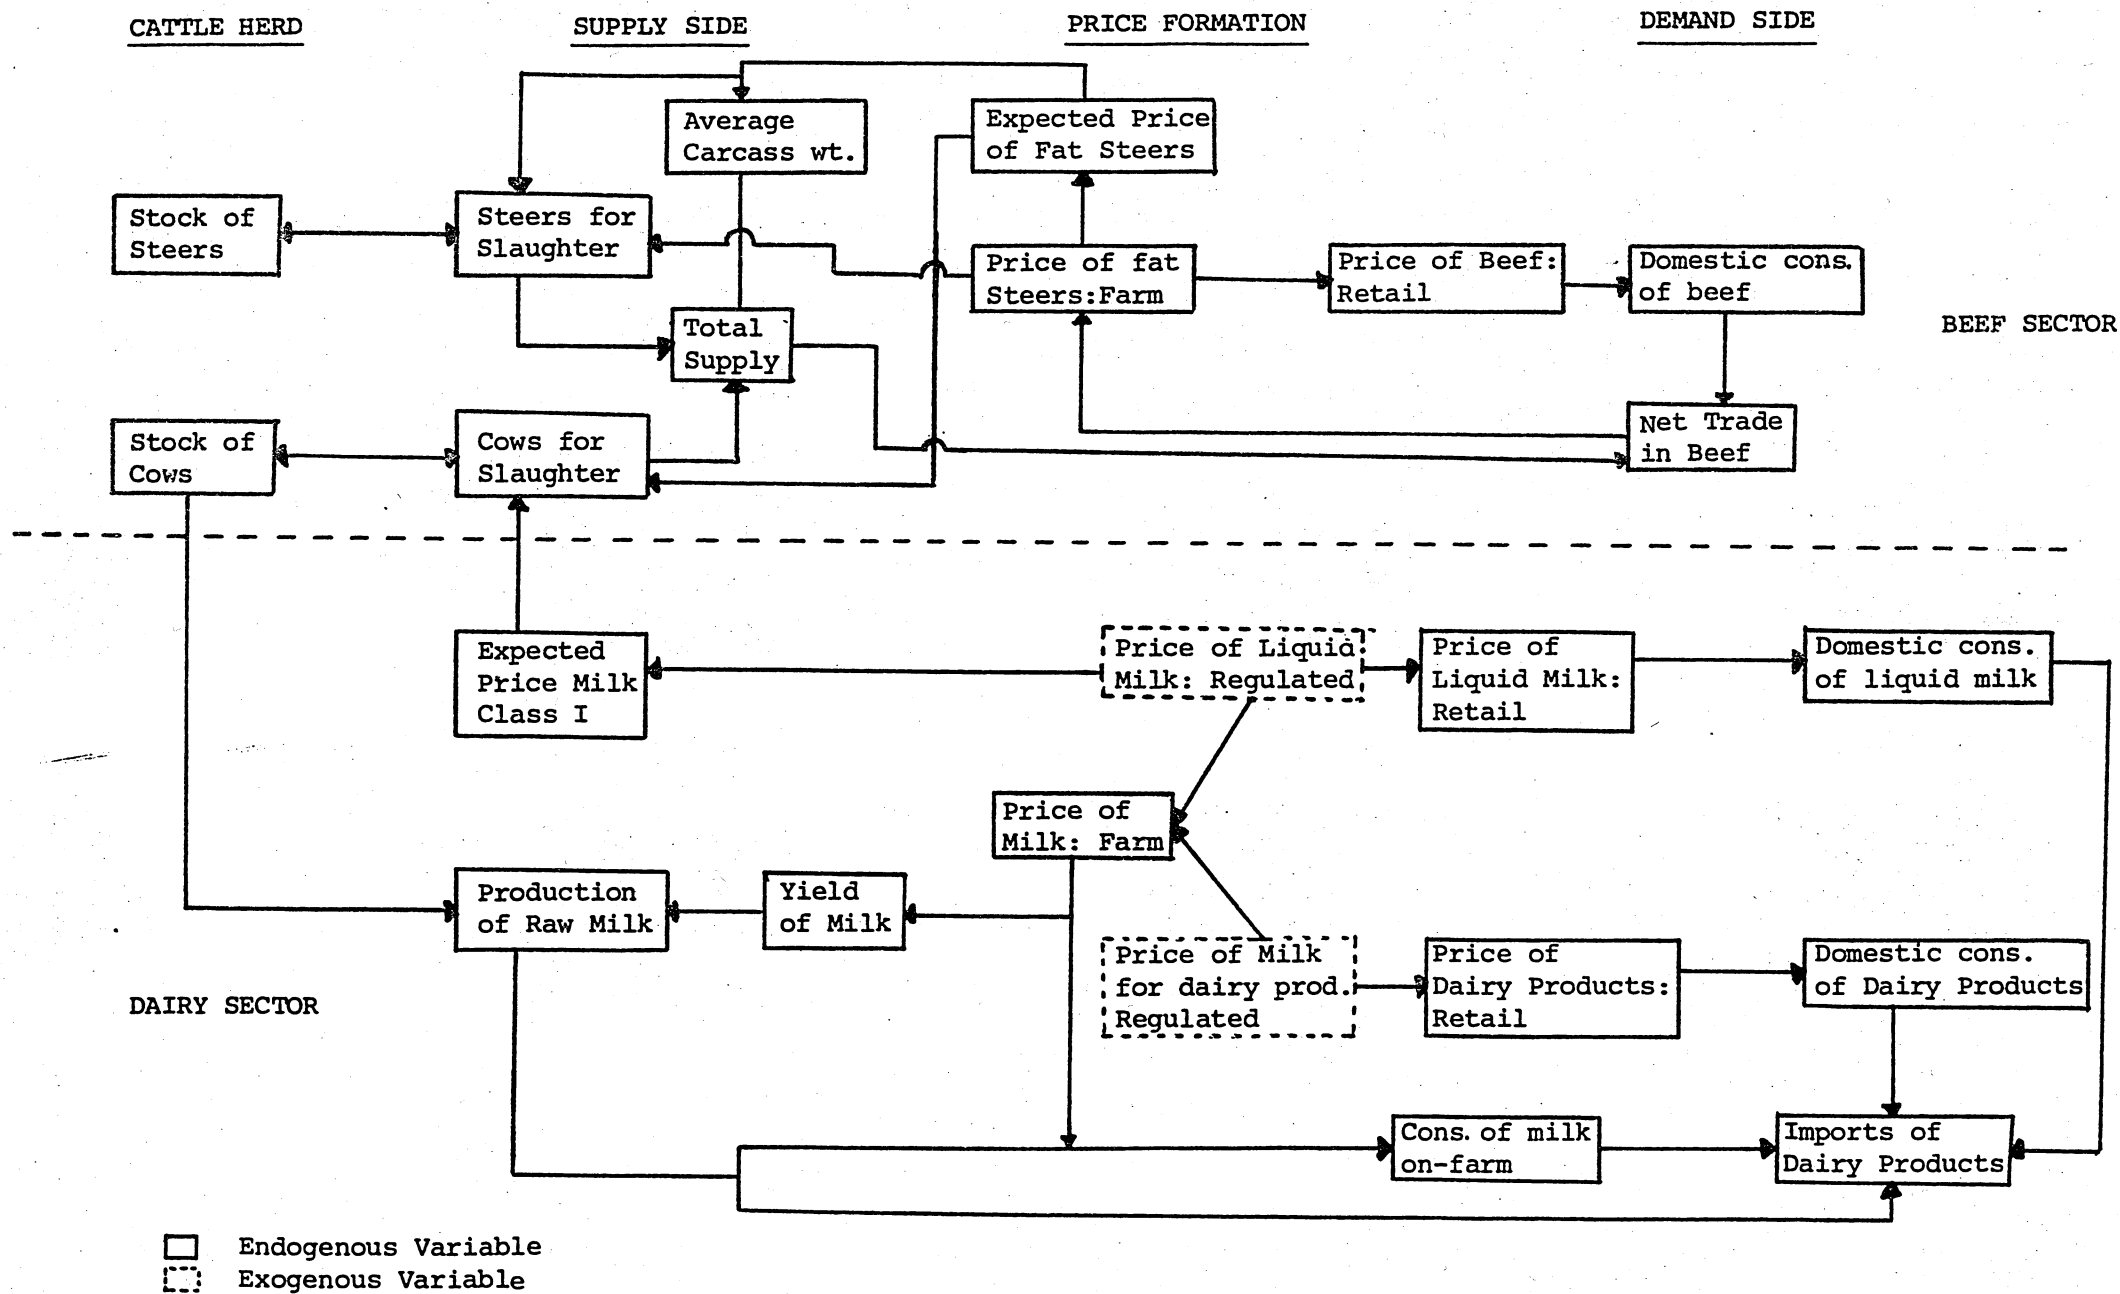 CATTLE HERD
SUPPLY SIDE
PRICE FORMATION
DEMAND SIDE
Average
Carcass wt.
Expected Price
of Fat Steers
Stock of
Steers
Steers for
Slaughter
Price of fat
Steers:Farm
Price of Beef:
Retail
Domestic cons.
of beef
BEEF SECTOR
Total
Supply
Stock of
Cows
Cows for
Slaughter
Net Trade
in Beef
Expected
Price Milk
Class I
Price of Liquid
Milk: Regulated
Price of
Liquid Milk:
Retail
Domestic cons.
of liquid milk
Price of
Milk: Farm
Production
of Raw Milk
Yield
of Milk
Price of Milk
for dairy prod.
Regulated
Price of
Dairy Products:
Retail
Domestic cons.
of Dairy Products
DAIRY SECTOR
Cons. of milk
on-farm
Imports of
Dairy Products
Endogenous Variable
Exogenous Variable